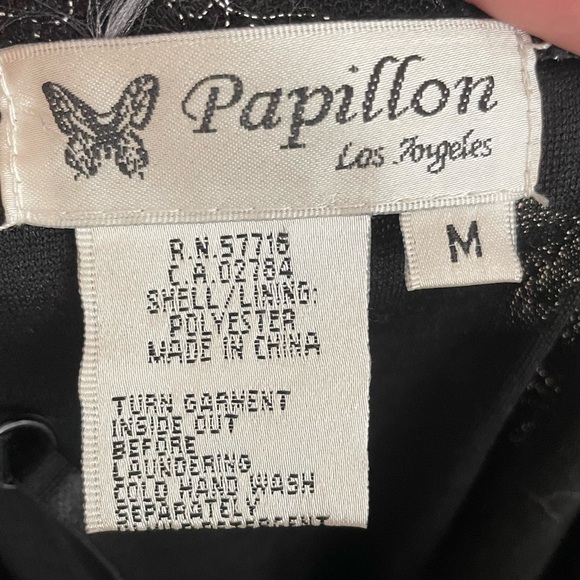 Papillon
Los Angeles
M
R.N.57716
C.A.02784
SHELL/LINING:
POLYESTER
MADE IN CHINA
TURN GARMENT
INSIDE OUT
BEFORE
LAUNDERING
COLD HAND WASH
SEPARATELY